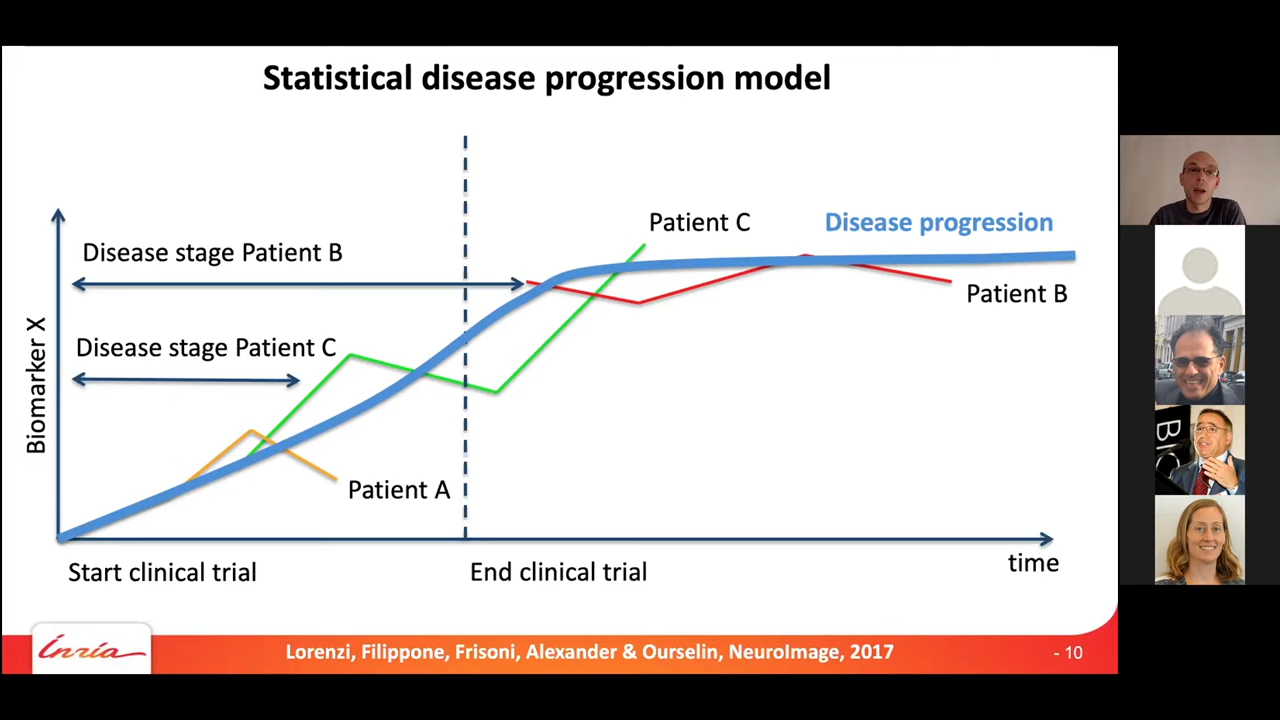 Statistical disease progression model
Patient C
Disease progression
Disease stage Patient B
Patient B
Disease stage Patient C
Biomarker X
Patient A
Start clinical trial
End clinical trial
time
Inria
Lorenzi, Filippone, Frisoni, Alexander & Ourselin, NeuroImage, 2017
- 10